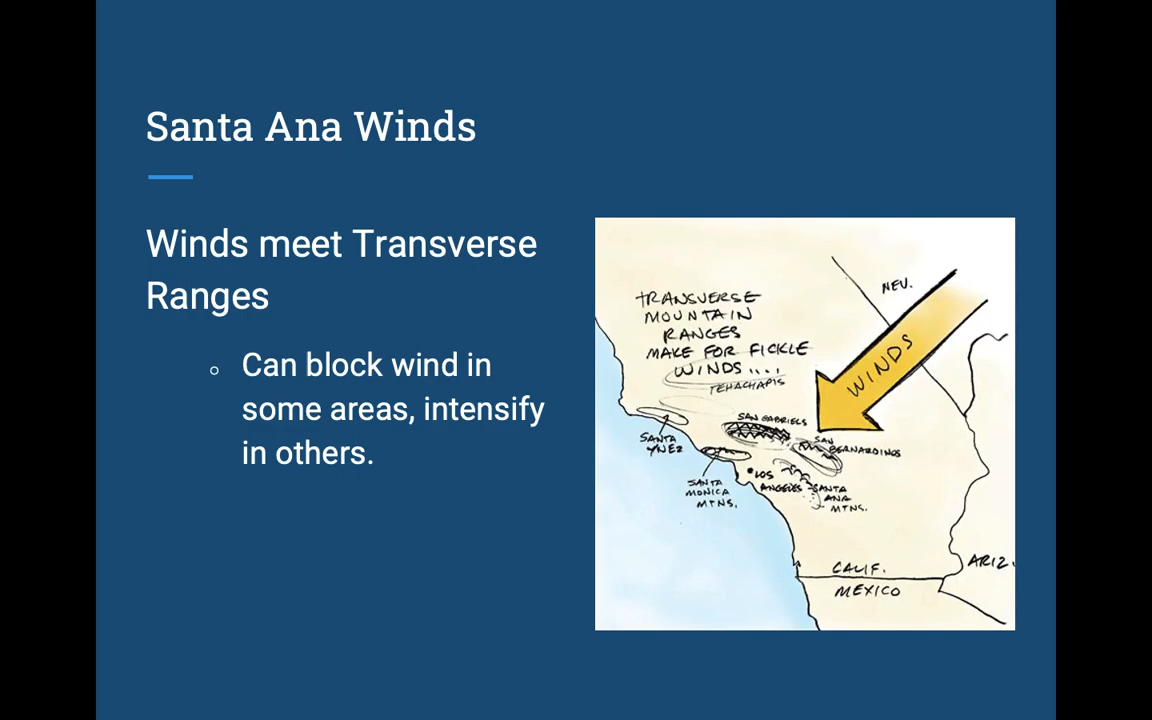 Santa Ana Winds
Winds meet Transverse
Ranges
Can block wind in
some areas, intensify
in others.
NEV.
TRANSVERSE
MOUNTAIN
RANGES
MAKE FOR FICKLE
WINDS....
TEHACHAPIS
WINDS
SAN GABRIELS
SAN
BERNARDINOS
SANTA
YNEZ
SANTA
MONICA
MTNS.
LOS
ANGELES
SANTA
ANA
MTNS.
CALIF.
MEXICO
ARIZ.